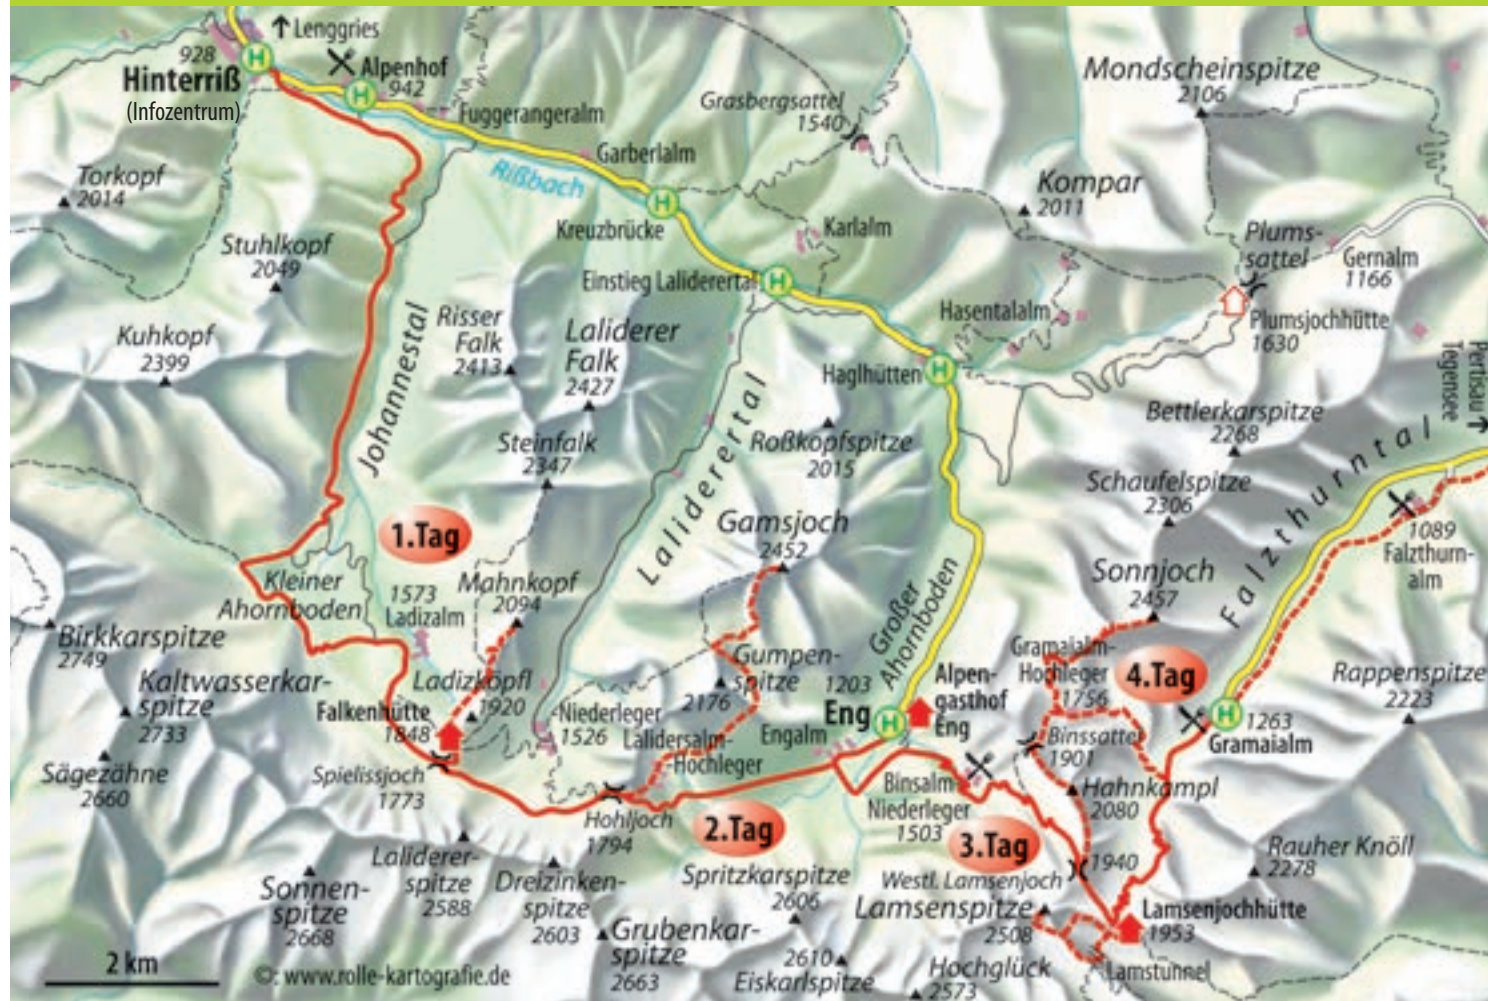 Lenggries
928
Hinterriß
(Infozentrum)
Alpenhof
942
Fuggerangeralm
Garberlalm
Rißbach
Grasbergsattel
1540
Mondscheinspitze
2106
Torkopf
2014
Stuhlkopf
2049
Kreuzbrücke
Karlalm
Kompar
2011
Plums-
sattel
Gernalm
1166
Einstieg Laliderertal
Hasentalalm
Plumsjochhütte
1630
Kuhkopf
2399
Johannestal
Risser
Falk
2413
Laliderer
Falk
2427
Haglhütten
Pertisau
Tegensee
Steinfalk
2347
Laliderertal
Roßkopfspitze
2015
Bettlerkarspitze
2268
Schaufelspitze
2306
Falzthurntal
Gamsjoch
2452
1.Tag
1089
Falzthurn-
alm
Kleiner
Ahornboden
1573
Ladizalm
Mahnkopf
2094
Großer
Ahornboden
Sonnjoch
2457
Birkkarspitze
2749
Kaltwasserkar-
spitze
2733
Sägezähne
2660
Falkenhütte
1848
Ladizköpfl
1920
Spielissjoch
1773
Niederleger
1526
Lalidersalm-
Hochleger
Gumpen-
spitze
2176
1203
Eng
Engalm
Alpen-
gasthof
Eng
Gramaialm-
Hochleger
1756
4.Tag
Rappenspitze
2223
1263
Gramaialm
Binssattel
1901
Hahnkampl
2080
Binsalm
Niederleger
1503
Hohljoch
1794
2.Tag
3.Tag
1940
Westl. Lamsenjoch
Rauher Knöll
2278
Lamsenspitze
2508
Lamsenjochhütte
1953
Lamstunnel
Sonnen-
spitze
2668
Laliderer-
spitze
2588
Dreizinken-
spitze
2603
Grubenkar-
spitze
2663
Spritzkarspitze
2606
2610
Eiskarlspitze
Hochglück
2573
2 km
©: www.rolle-kartografie.de
H
H
H
H
H
H
H